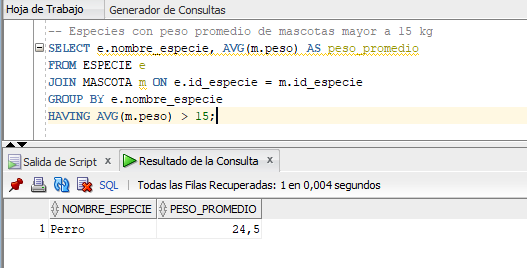 Hoja de Trabajo Generador de Consultas
-- Especies con peso promedio de mascotas mayor a 15 kg
SELECT e.nombre_especie, AVG(m.peso) AS peso_promedio
FROM ESPECIE e
JOIN MASCOTA m ON e.id_especie = m.id_especie
GROUP BY e.nombre_especie
HAVING AVG(m.peso) > 15;
Salida de Script x Resultado de la Consulta x
SQL | Todas las Filas Recuperadas: 1 en 0,004 segundos
NOMBRE_ESPECIE PESO_PROMEDIO
1 Perro 24,5